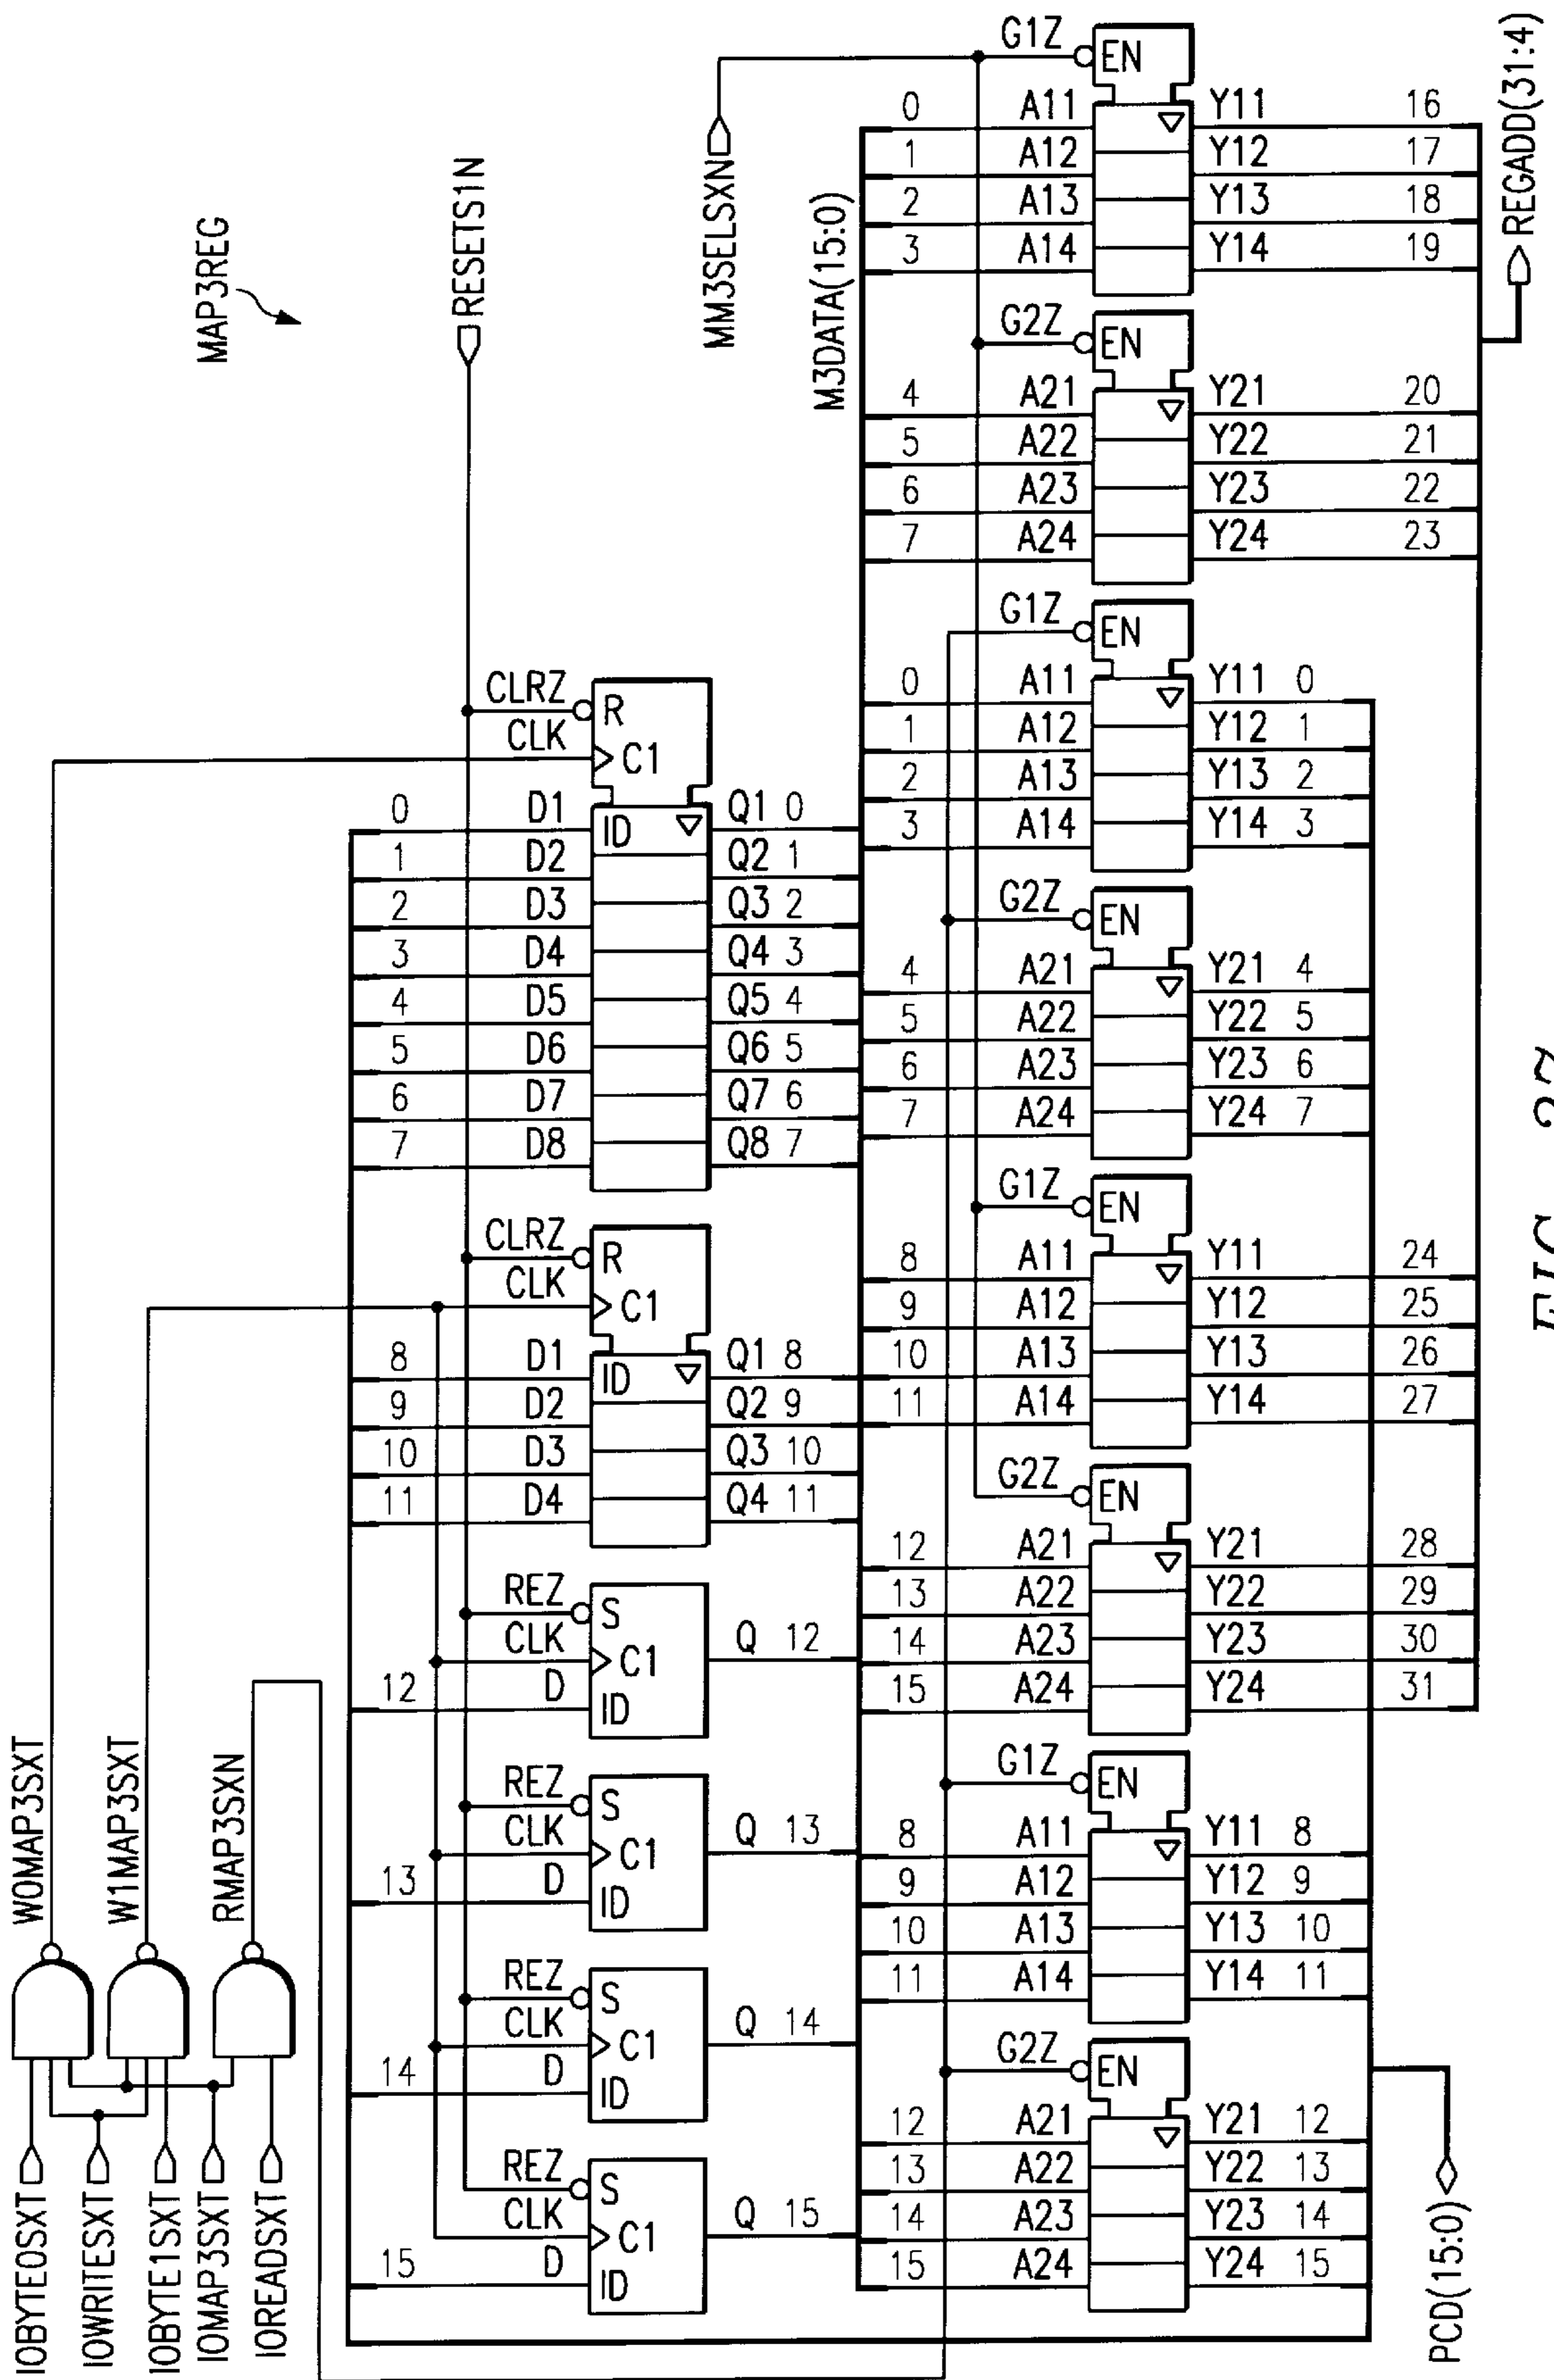 MAP3REG
IOBYTE0SXT
IOWRITESXT
IOBYTE1SXT
IOMAP3SXT
IOREADSXT
W0MAP3SXT
W1MAP3SXT
RMAP3SXN
RESETS1N
MM3SELSXN
M3DATA(15:0)
CLRZ R
CLK C1
0 D1 ID Q1 0
1 D2 Q2 1
2 D3 Q3 2
3 D4 Q4 3
4 D5 Q5 4
5 D6 Q6 5
6 D7 Q7 6
7 D8 Q8 7
CLRZ R
CLK C1
8 D1 ID Q1 8
9 D2 Q2 9
10 D3 Q3 10
11 D4 Q4 11
REZ S
CLK C1 Q 12
12 D ID
REZ S
CLK C1 Q 13
13 D ID
REZ S
CLK C1 Q 14
14 D ID
REZ S
CLK C1 Q 15
15 D ID
G1Z EN
0 A11 Y11 16
1 A12 Y12 17
2 A13 Y13 18
3 A14 Y14 19
G2Z EN
4 A21 Y21 20
5 A22 Y22 21
6 A23 Y23 22
7 A24 Y24 23
G1Z EN
0 A11 Y11 0
1 A12 Y12 1
2 A13 Y13 2
3 A14 Y14 3
G2Z EN
4 A21 Y21 4
5 A22 Y22 5
6 A23 Y23 6
7 A24 Y24 7
G1Z EN
8 A11 Y11 24
9 A12 Y12 25
10 A13 Y13 26
11 A14 Y14 27
G2Z EN
12 A21 Y21 28
13 A22 Y22 29
14 A23 Y23 30
15 A24 Y24 31
G1Z EN
8 A11 Y11 8
9 A12 Y12 9
10 A13 Y13 10
11 A14 Y14 11
G2Z EN
12 A21 Y21 12
13 A22 Y22 13
14 A23 Y23 14
15 A24 Y24 15
REGADD(31:4)
PCD(15:0)